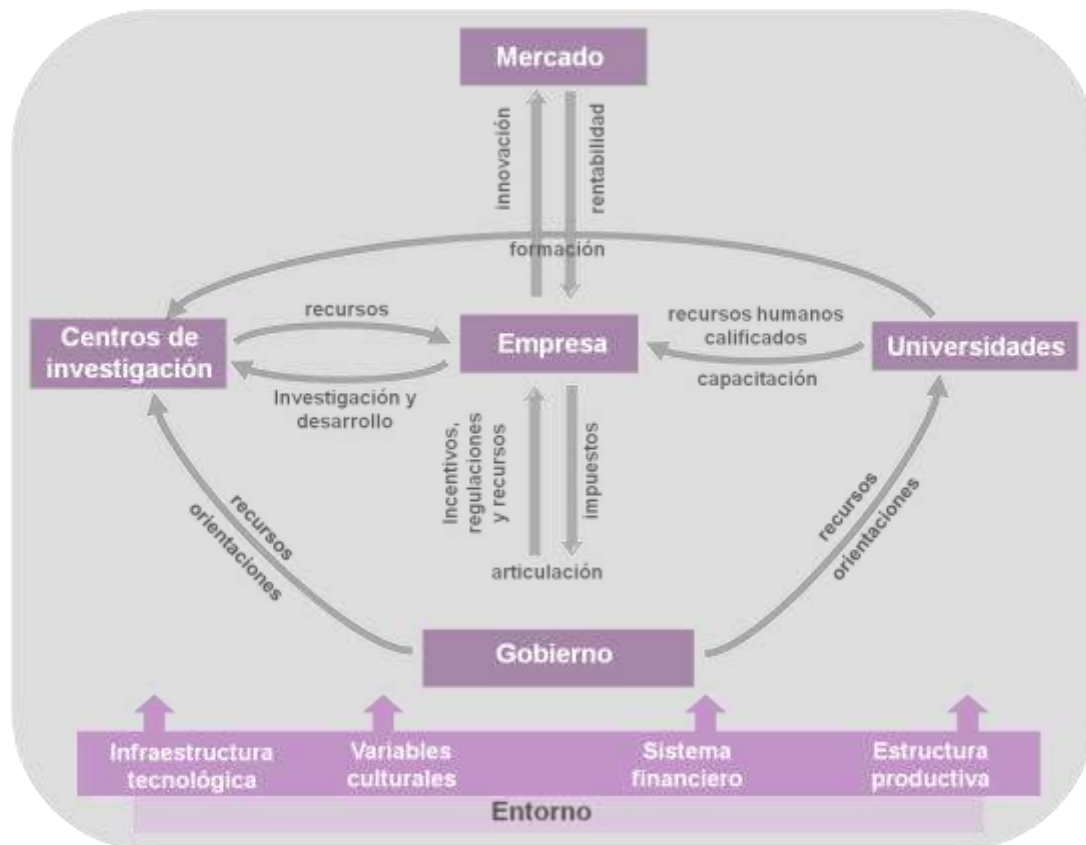 Mercado
innovación
rentabilidad
formación
Centros de
investigación
recursos
Investigación y
desarrollo
Empresa
recursos humanos
calificados
capacitación
Universidades
Incentivos,
regulaciones
y recursos
impuestos
articulación
recursos
orientaciones
recursos
orientaciones
Gobierno
Infraestructura
tecnológica
Variables
culturales
Sistema
financiero
Estructura
productiva
Entorno